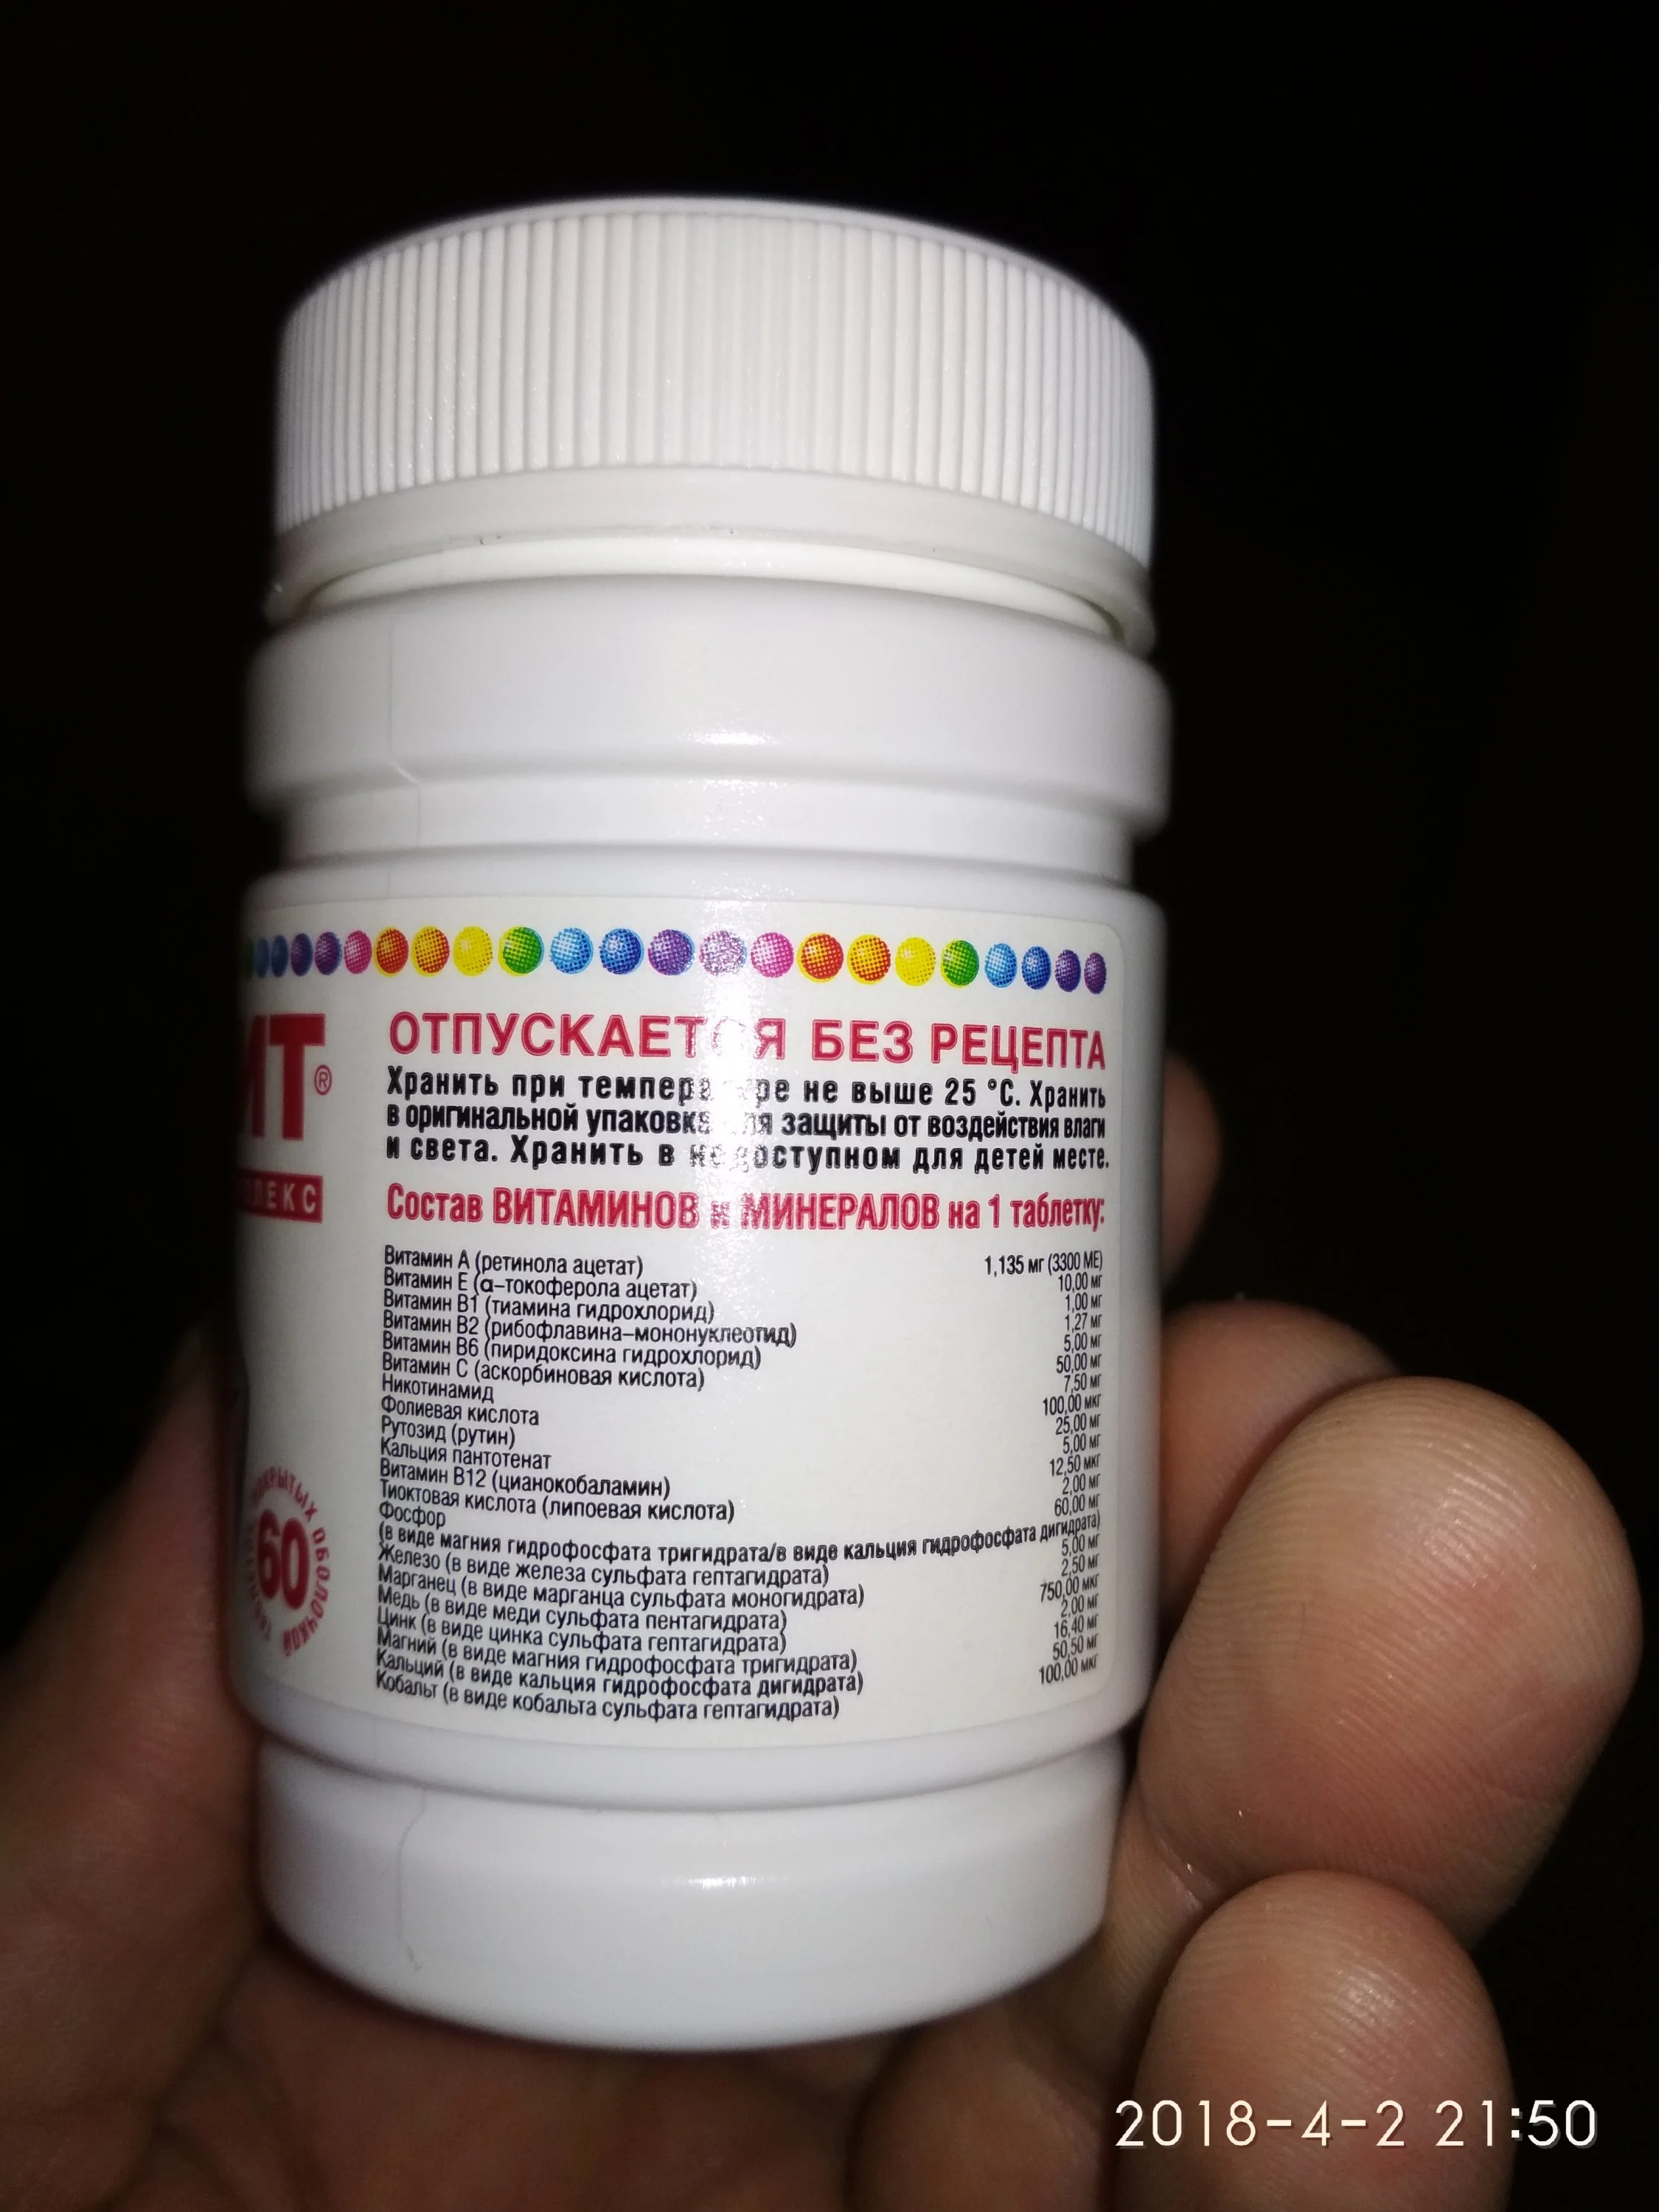 ИТ®
ЛЕКС
ПОКРЫТЫХ ОБОЛОЧКОЙ
60
ОТПУСКАЕТСЯ БЕЗ РЕЦЕПТА
Хранить при температуре не выше 25 °С. Хранить
в оригинальной упаковке для защиты от воздействия влаги
и света. Хранить в недоступном для детей месте.
Состав ВИТАМИНОВ и МИНЕРАЛОВ на 1 таблетку:
Витамин А (ретинола ацетат) 1,135 мг (3300 МЕ)
Витамин Е (α–токоферола ацетат) 10,00 мг
Витамин В1 (тиамина гидрохлорид) 1,00 мг
Витамин В2 (рибофлавина–мононуклеотид) 1,27 мг
Витамин В6 (пиридоксина гидрохлорид) 5,00 мг
Витамин С (аскорбиновая кислота) 50,00 мг
Никотинамид 7,50 мг
Фолиевая кислота 100,00 мкг
Рутозид (рутин) 25,00 мг
Кальция пантотенат 5,00 мг
Витамин В12 (цианокобаламин) 12,50 мкг
Тиоктовая кислота (липоевая кислота) 2,00 мг
Фосфор 60,00 мг
(в виде магния гидрофосфата тригидрата/в виде кальция гидрофосфата дигидрата)
Железо (в виде железа сульфата гептагидрата) 5,00 мг
Марганец (в виде марганца сульфата моногидрата) 2,50 мг
Медь (в виде меди сульфата пентагидрата) 750,00 мкг
Цинк (в виде цинка сульфата гептагидрата) 2,00 мг
Магний (в виде магния гидрофосфата тригидрата) 16,40 мг
Кальций (в виде кальция гидрофосфата дигидрата) 50,50 мг
Кобальт (в виде кобальта сульфата гептагидрата) 100,00 мкг
2018-4-2 21:50